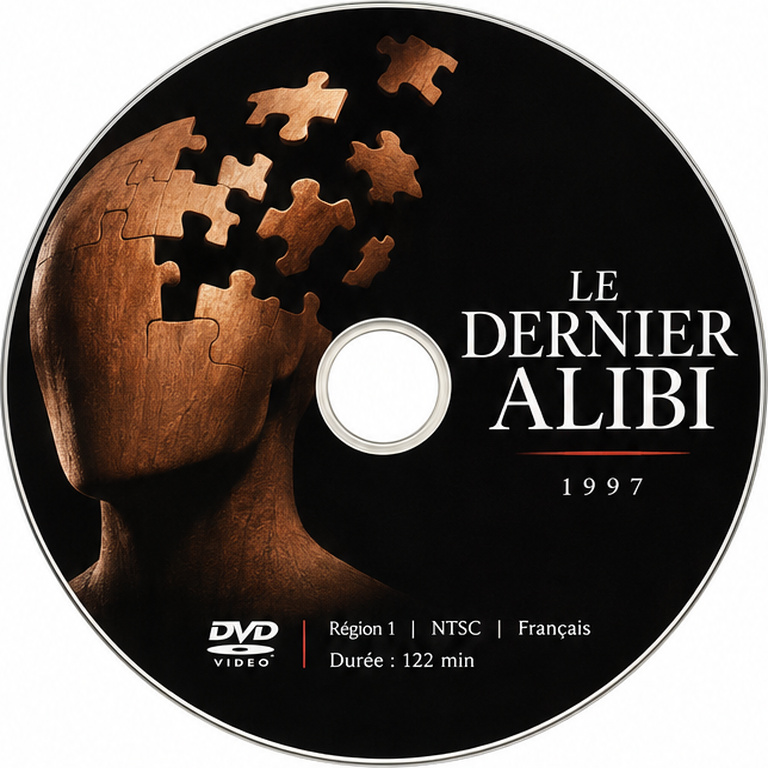 LE
DERNIER
ALIBI
1997
DVD
VIDEO
Région 1 | NTSC | Français
Durée : 122 min